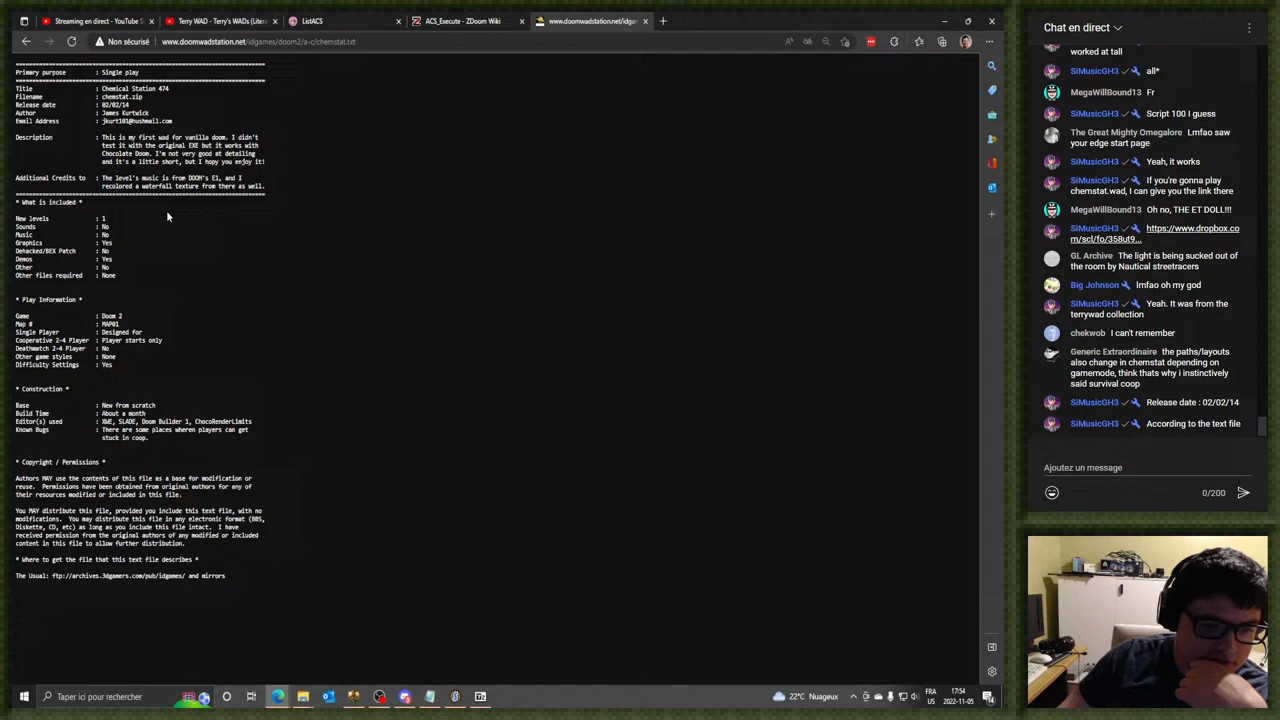 Streaming en direct - YouTube S
Terry WAD - Terry's WADs (Liter
ListACS
ACS_Execute - ZDoom Wiki
www.doomwadstation.net/idga
Non sécurisé
www.doomwadstation.net/idgames/doom2/a-c/chemstat.txt
Primary purpose : Single play
Title : Chemical Station 474
Filename : chemstat.zip
Release date : 02/02/14
Author : James Kurtwick
Email Address : jkurt101@hushmail.com
Description : This is my first wad for vanilla doom. I didn't
test it with the original EXE but it works with
Chocolate Doom. I'm not very good at detailing
and it's a little short, but I hope you enjoy it!
Additional Credits to : The level's music is from DOOM's E1, and I
recolored a waterfall texture from there as well.
* What is included *
New levels : 1
Sounds : No
Music : No
Graphics : Yes
Dehacked/BEX Patch : No
Demos : Yes
Other : No
Other files required : None
* Play Information *
Game : Doom 2
Map # : MAP01
Single Player : Designed for
Cooperative 2-4 Player : Player starts only
Deathmatch 2-4 Player : No
Other game styles : None
Difficulty Settings : Yes
* Construction *
Base : New from scratch
Build Time : About a month
Editor(s) used : XWE, SLADE, Doom Builder 1, ChocoRenderLimits
Known Bugs : There are some places wheren players can get
stuck in coop.
* Copyright / Permissions *
Authors MAY use the contents of this file as a base for modification or
reuse. Permissions have been obtained from original authors for any of
their resources modified or included in this file.
You MAY distribute this file, provided you include this text file, with no
modifications. You may distribute this file in any electronic format (BBS,
Diskette, CD, etc) as long as you include this file intact. I have
received permission from the original authors of any modified or included
content in this file to allow further distribution.
* Where to get the file that this text file describes *
The Usual: ftp://archives.3dgamers.com/pub/idgames/ and mirrors
Taper ici pour rechercher
22°C Nuageux
FRA
US
17:54
2022-11-05
Chat en direct
worked at tall
SiMusicGH3 all*
MegaWillBound13 Fr
SiMusicGH3 Script 100 I guess
The Great Mighty Omegalore Lmfao saw
your edge start page
SiMusicGH3 Yeah, it works
SiMusicGH3 If you're gonna play
chemstat.wad, I can give you the link there
MegaWillBound13 Oh no, THE ET DOLL!!!
SiMusicGH3 https://www.dropbox.co
m/scl/fo/358ut9...
GL Archive The light is being sucked out of
the room by Nautical streetracers
Big Johnson lmfao oh my god
SiMusicGH3 Yeah. It was from the
terrywad collection
chekwob I can't remember
Generic Extraordinaire the paths/layouts
also change in chemstat depending on
gamemode, think thats why i instinctively
said survival coop
SiMusicGH3 Release date : 02/02/14
SiMusicGH3 According to the text file
Ajoutez un message
0/200